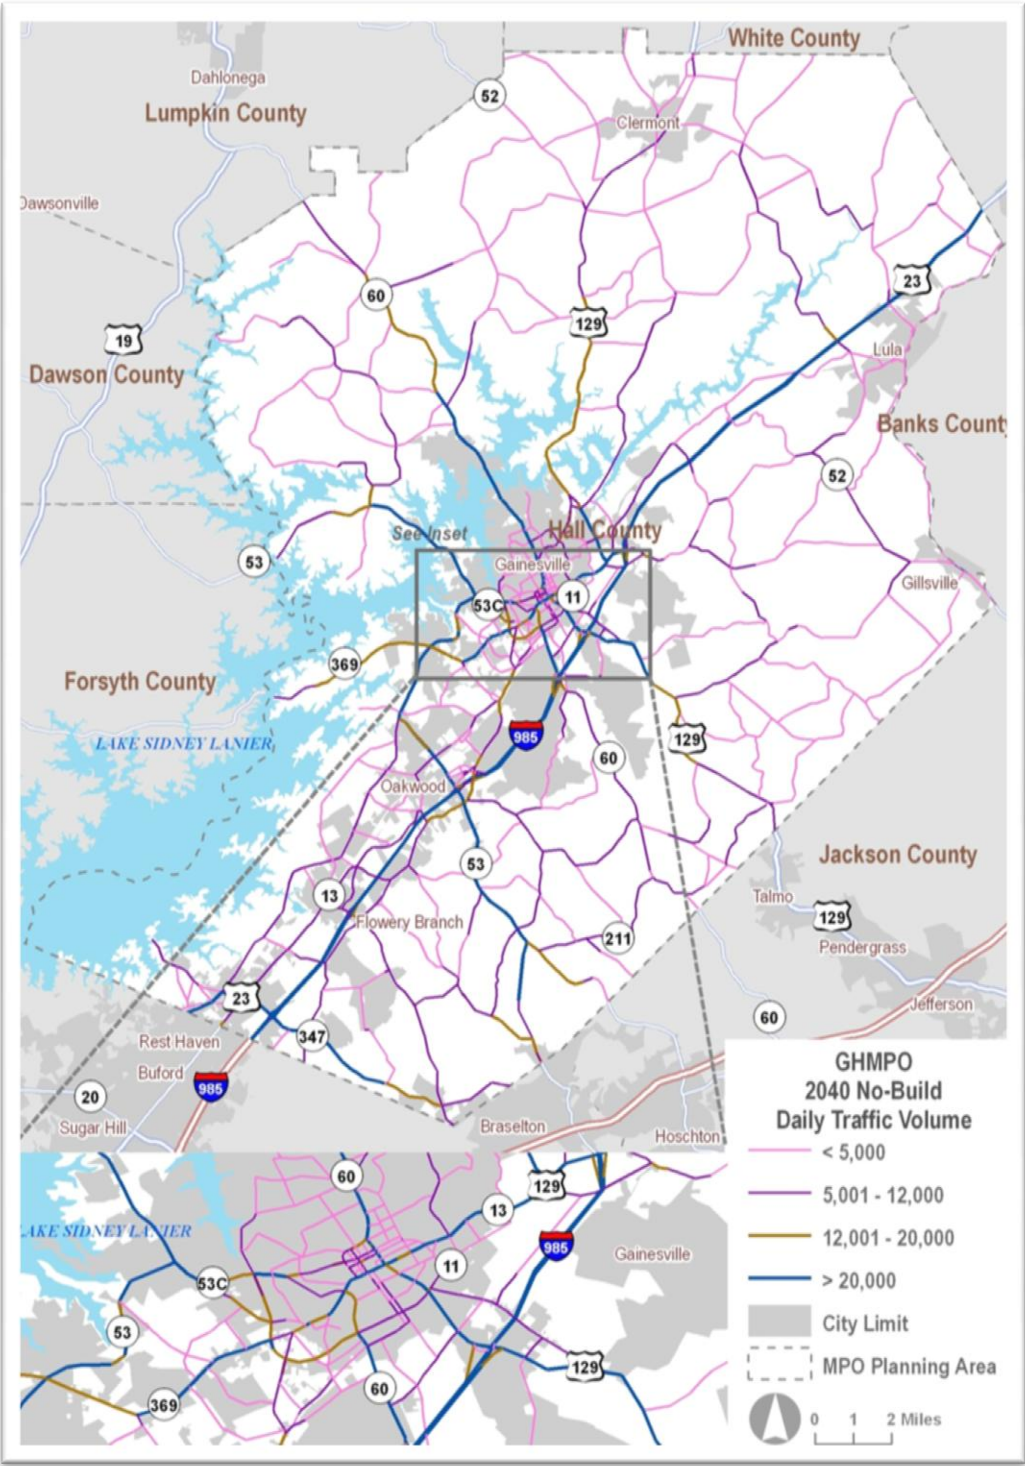 White County
Dahlonega
52
Lumpkin County
Clermont
Dawsonville
23
60
129
19
Lula
Dawson County
Banks County
52
See Inset
Hall County
53
Gainesville
Gillsville
11
53C
369
Forsyth County
985
129
LAKE SIDNEY LANIER
60
Oakwood
53
Jackson County
13
Talmo
129
Flowery Branch
211
Pendergrass
23
Jefferson
60
347
Rest Haven
Buford
985
20
Sugar Hill
Braselton
Hoschton
GHMPO
2040 No-Build
Daily Traffic Volume
< 5,000
5,001 - 12,000
12,001 - 20,000
> 20,000
City Limit
MPO Planning Area
0 1 2 Miles
60
129
13
LAKE SIDNEY LANIER
985
Gainesville
11
53C
53
129
60
369